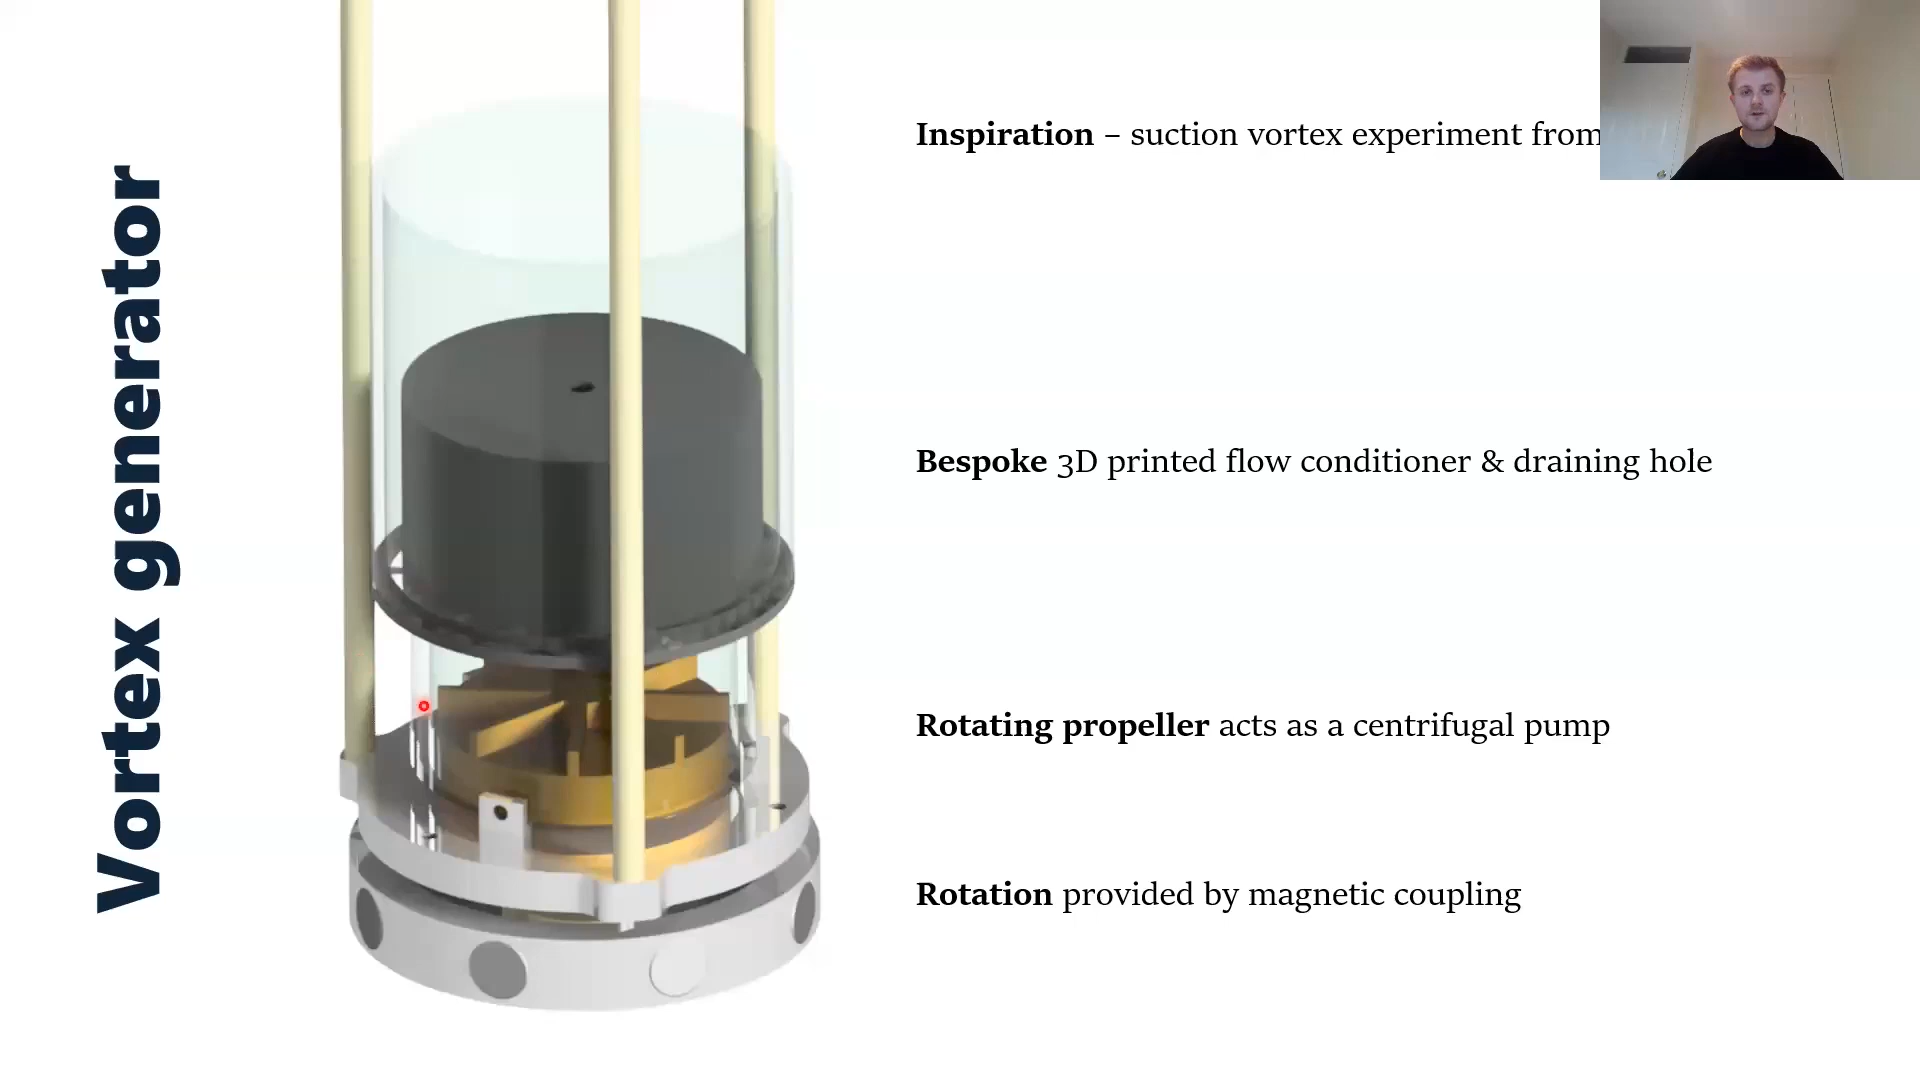 Vortex generator
Inspiration – suction vortex experiment from
Bespoke 3D printed flow conditioner & draining hole
Rotating propeller acts as a centrifugal pump
Rotation provided by magnetic coupling